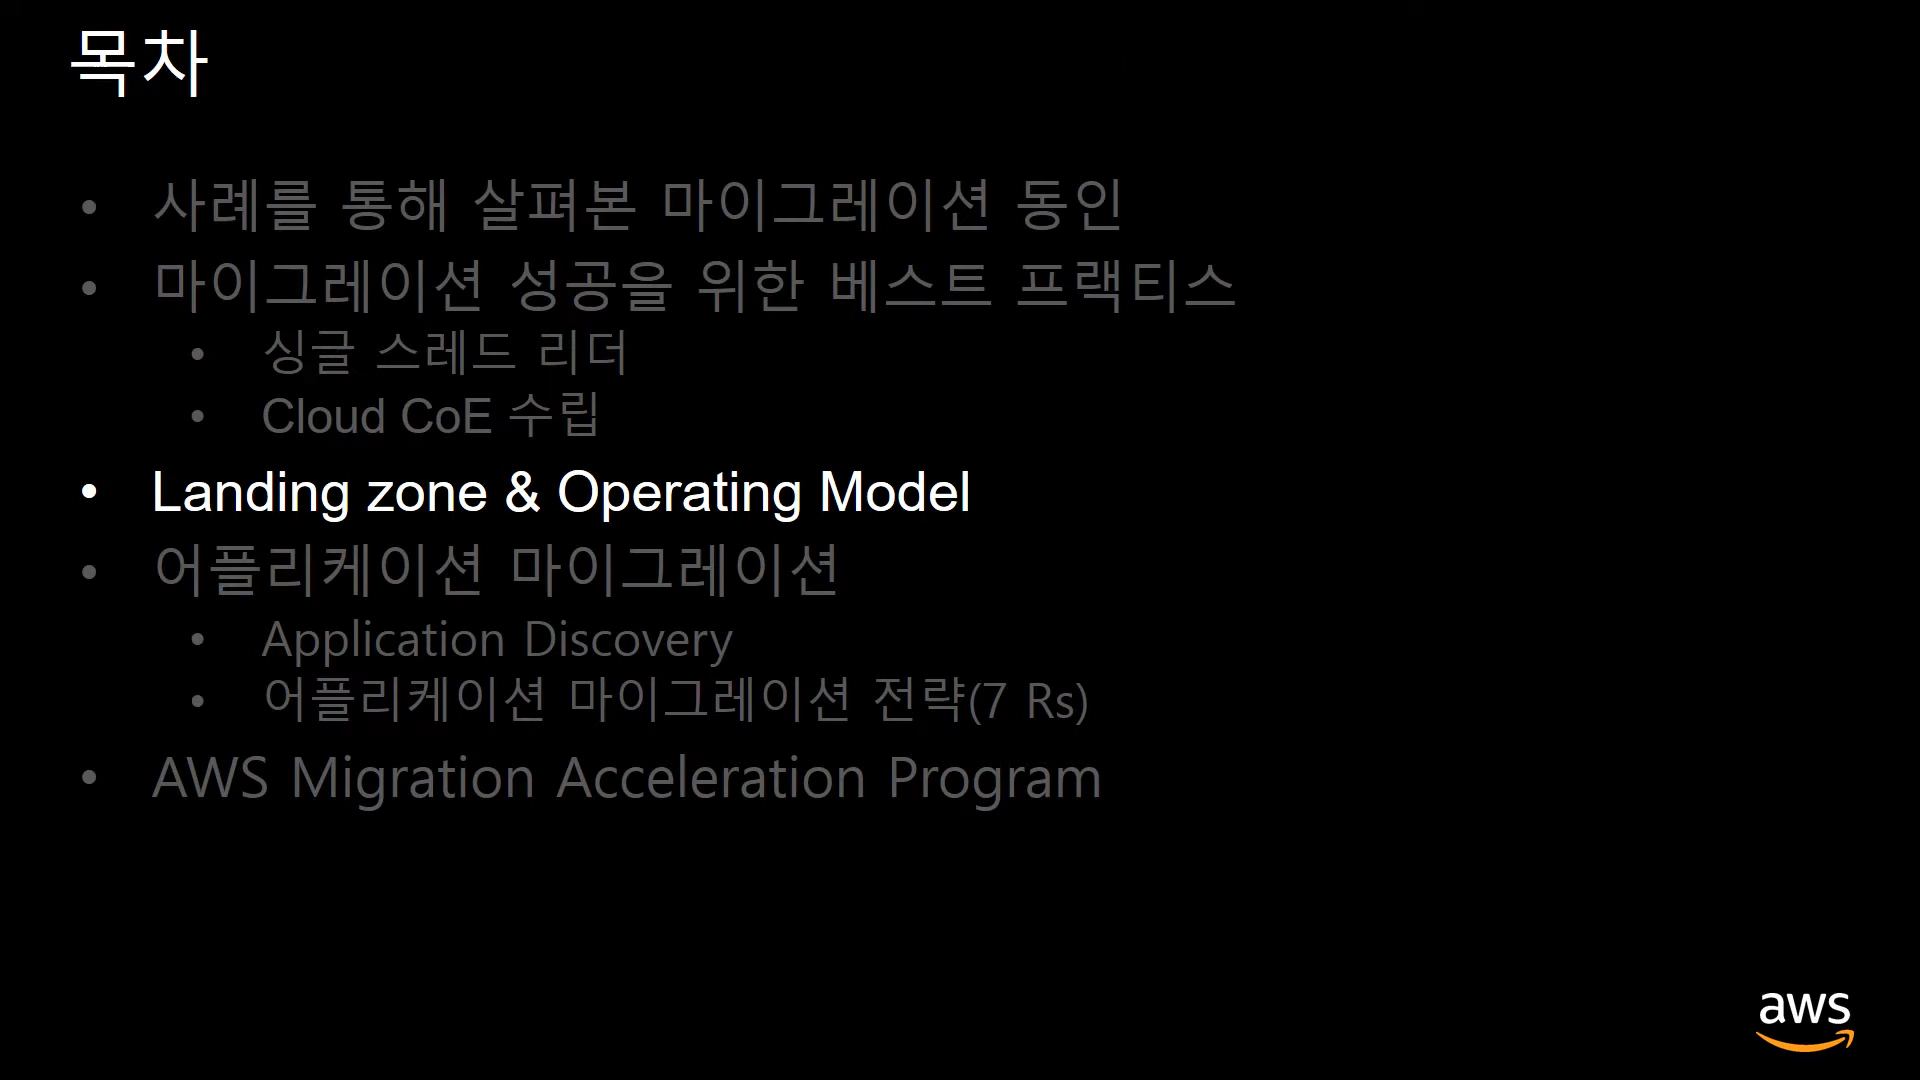 목차
• 사례를 통해 살펴본 마이그레이션 동인
• 마이그레이션 성공을 위한 베스트 프랙티스
• 싱글 스레드 리더
• Cloud CoE 수립
• Landing zone & Operating Model
• 어플리케이션 마이그레이션
• Application Discovery
• 어플리케이션 마이그레이션 전략(7 Rs)
• AWS Migration Acceleration Program
aws